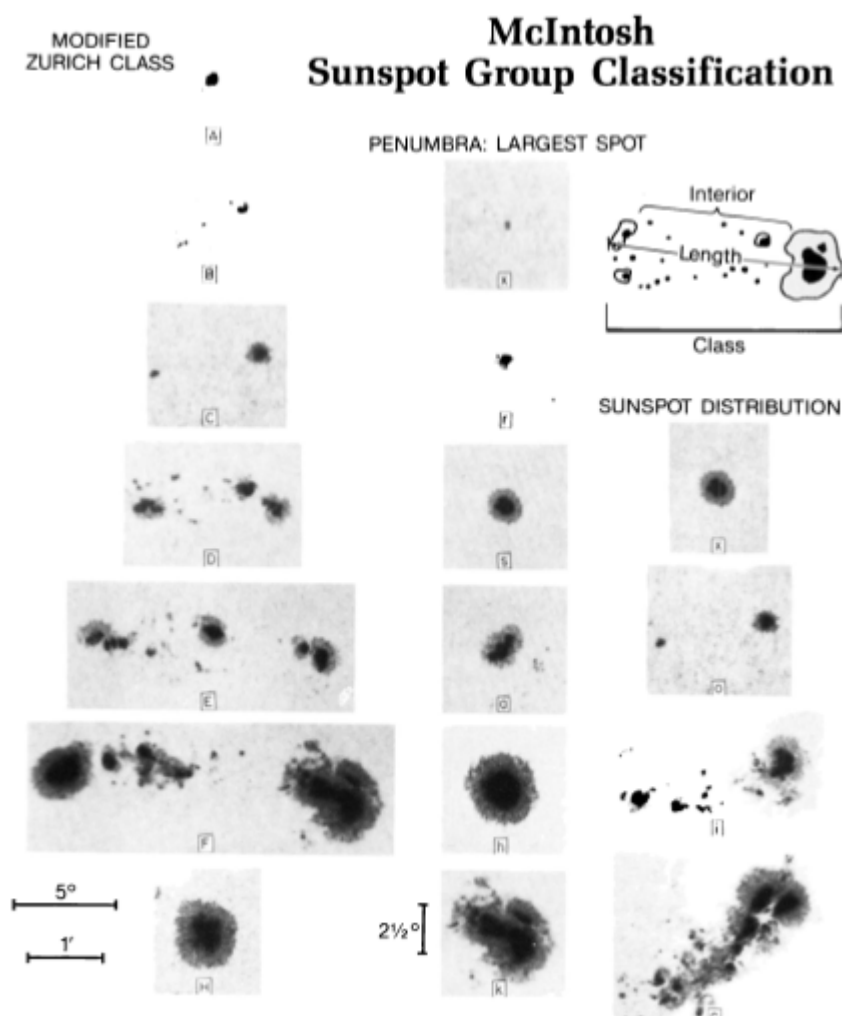 MODIFIED
ZURICH CLASS
McIntosh
Sunspot Group Classification
A
B
C
D
E
F
H
5°
1'
PENUMBRA: LARGEST SPOT
x
f
s
a
h
k
2½°
Interior
Length
Class
SUNSPOT DISTRIBUTION
x
o
i